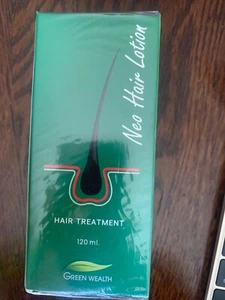 Neo Hair Lotion
HAIR TREATMENT
120 ml.
GREEN WEALTH